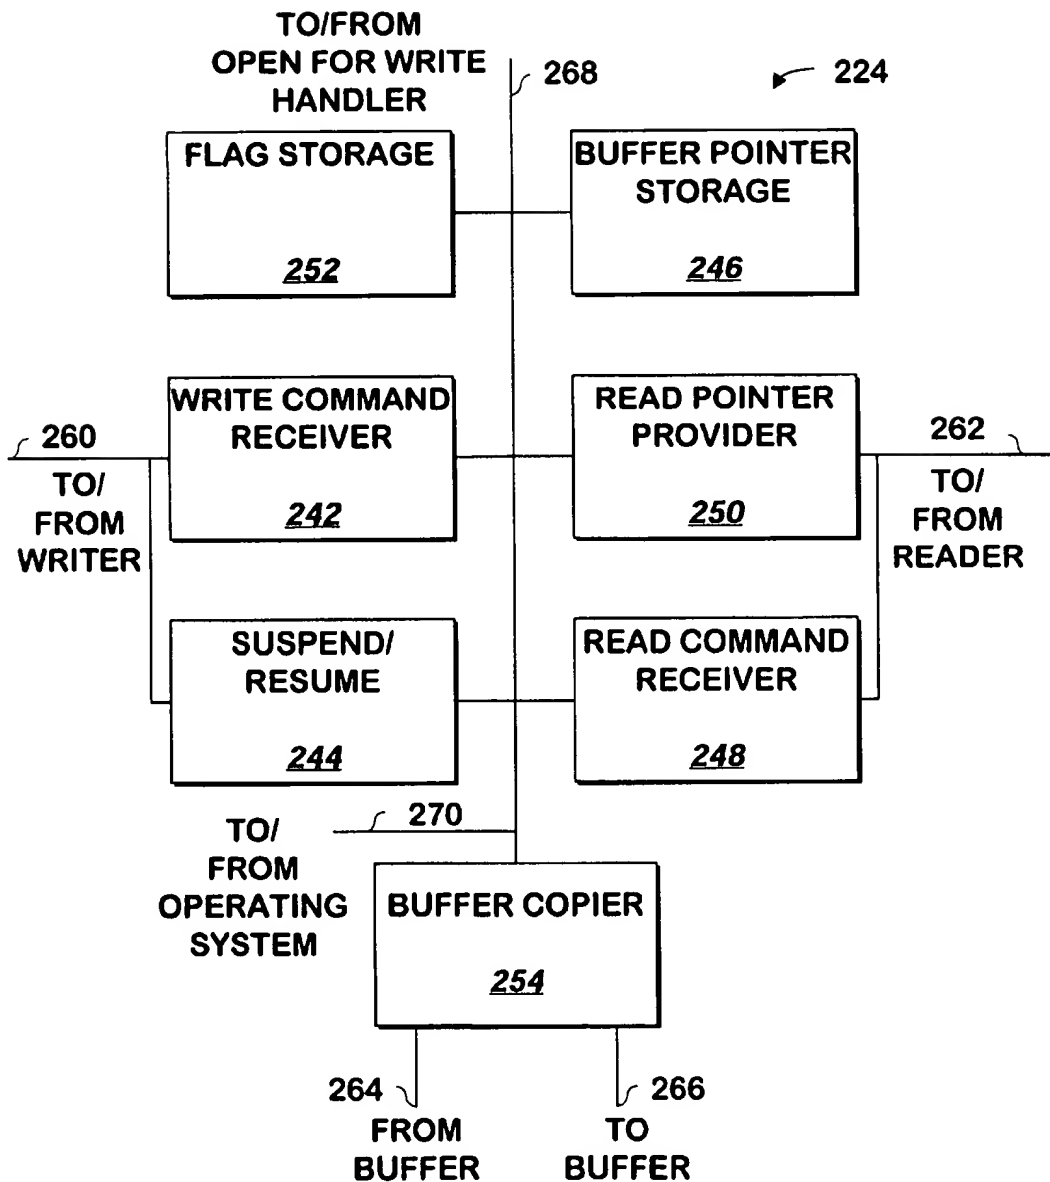 TO/FROM
OPEN FOR WRITE
HANDLER
268
224
FLAG STORAGE
252
BUFFER POINTER
STORAGE
246
260
TO/
FROM
WRITER
WRITE COMMAND
RECEIVER
242
READ POINTER
PROVIDER
250
262
TO/
FROM
READER
SUSPEND/
RESUME
244
READ COMMAND
RECEIVER
248
270
TO/
FROM
OPERATING
SYSTEM
BUFFER COPIER
254
264
FROM
BUFFER
266
TO
BUFFER